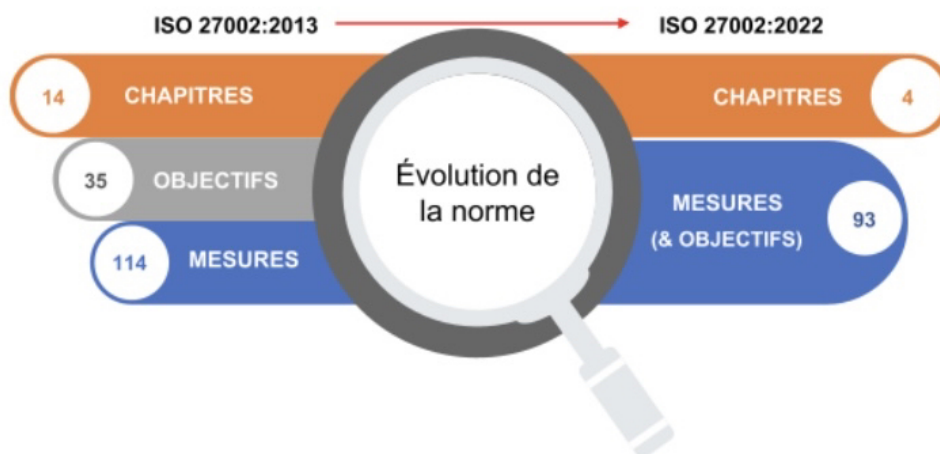 ISO 27002:2013
ISO 27002:2022
14
CHAPITRES
CHAPITRES
4
35
OBJECTIFS
114
MESURES
Évolution de
la norme
MESURES
(& OBJECTIFS)
93